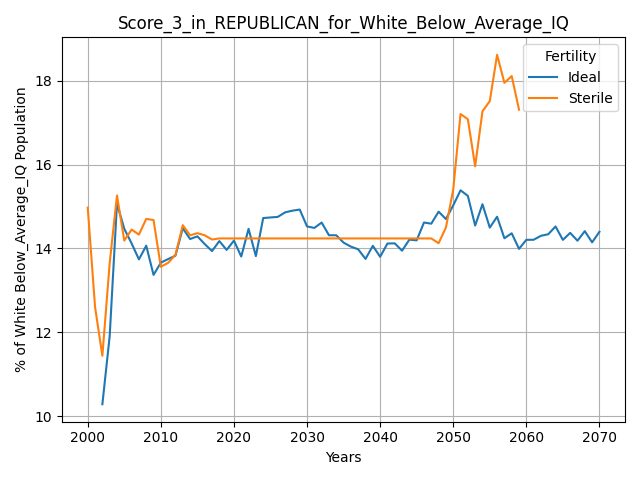 Score_3_in_REPUBLICAN_for_White_Below_Average_IQ
Fertility
Ideal
Sterile
% of White Below_Average_IQ Population
18
16
14
12
10
2000 2010 2020 2030 2040 2050 2060 2070
Years